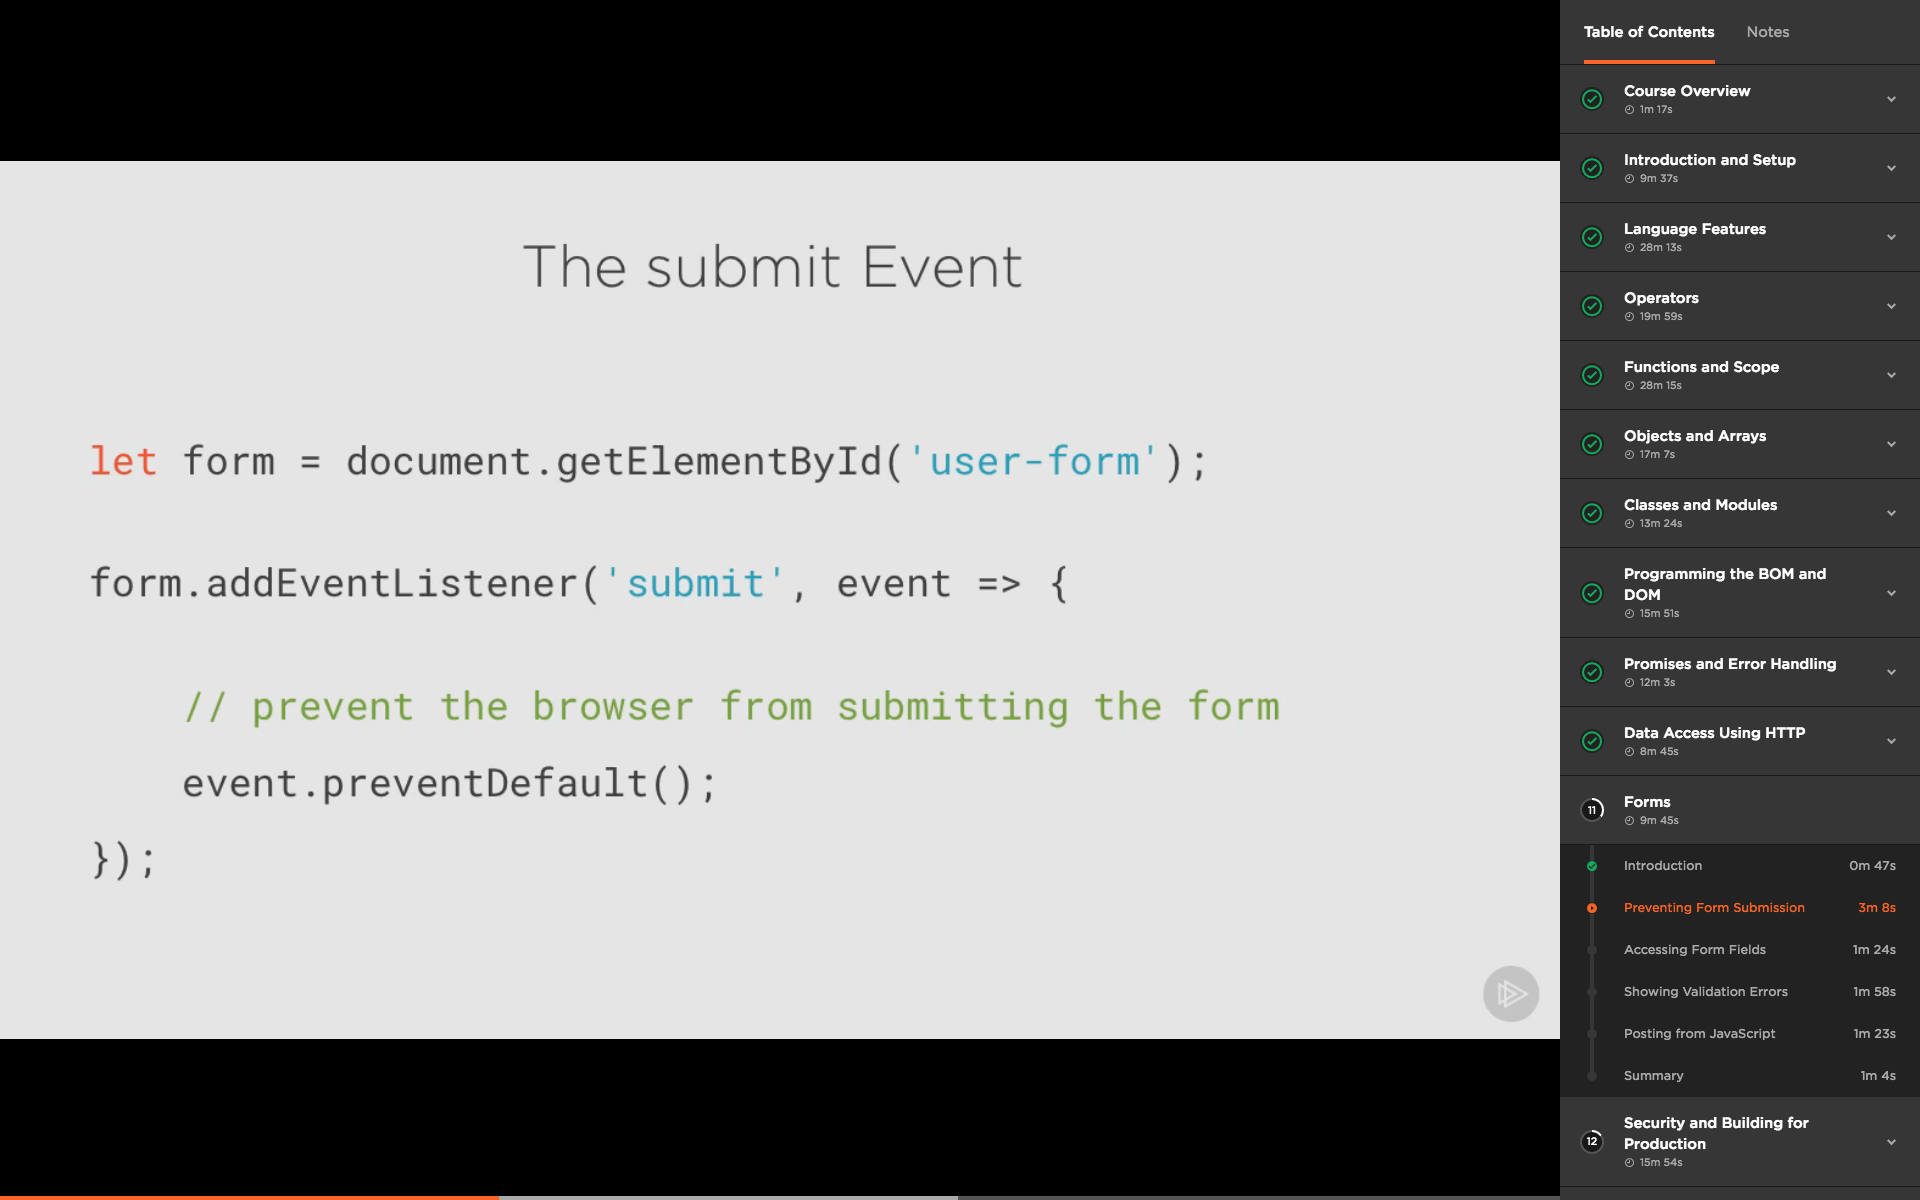 The submit Event
let form = document.getElementById('user-form');
form.addEventListener('submit', event => {
// prevent the browser from submitting the form
event.preventDefault();
});
Table of Contents
Notes
Course Overview
1m 17s
Introduction and Setup
9m 37s
Language Features
28m 13s
Operators
19m 59s
Functions and Scope
28m 15s
Objects and Arrays
17m 7s
Classes and Modules
13m 24s
Programming the BOM and
DOM
15m 51s
Promises and Error Handling
12m 3s
Data Access Using HTTP
8m 45s
11
Forms
9m 45s
Introduction 0m 47s
Preventing Form Submission 3m 8s
Accessing Form Fields 1m 24s
Showing Validation Errors 1m 58s
Posting from JavaScript 1m 23s
Summary 1m 4s
12
Security and Building for
Production
15m 54s